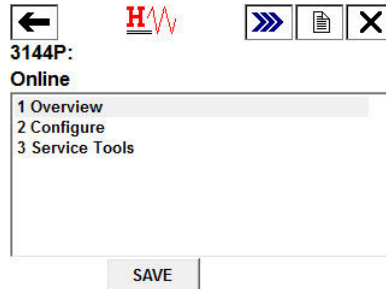 H
3144P:
Online
1 Overview
2 Configure
3 Service Tools
SAVE